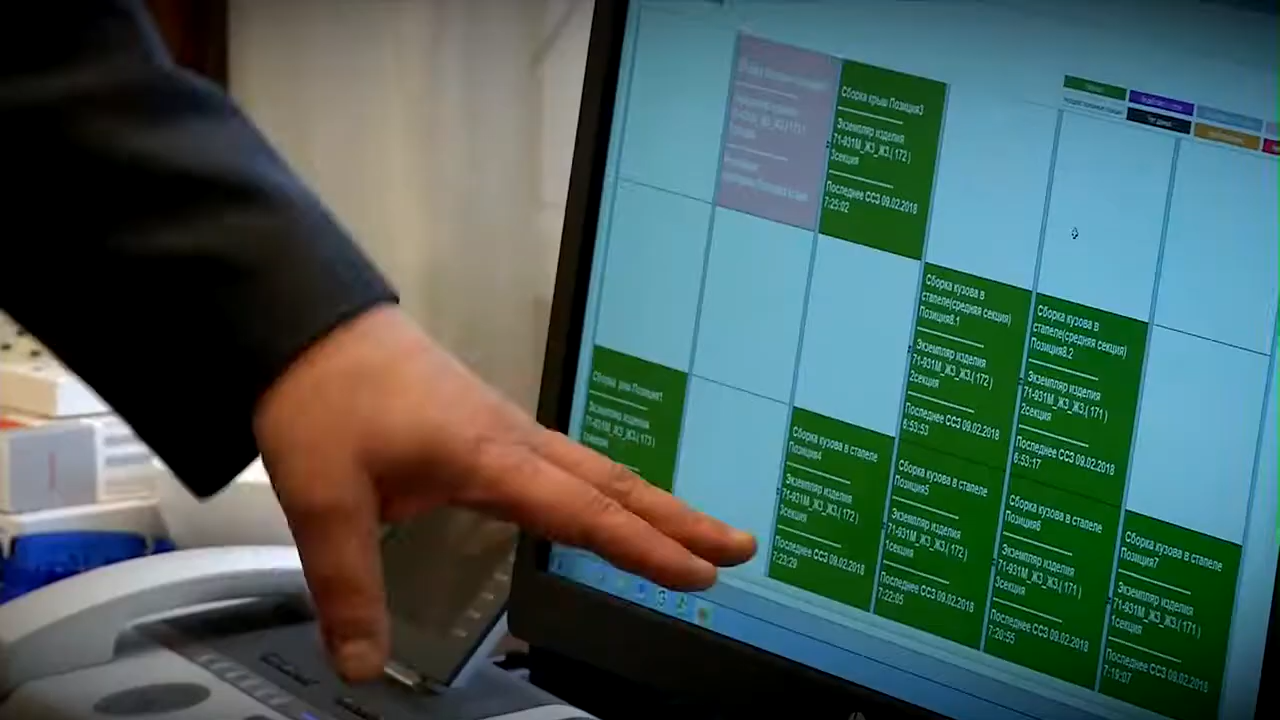 Сборка крыш Позиция3
Экземпляр изделия
71-931М_ЖЗ_ЖЗ.( 172 )
3секция
Последнее ССЗ 09.02.2018
7:25:02
Сборка кузова в
стапеле(средняя секция)
Позиция8.1
Экземпляр изделия
71-931М_ЖЗ_ЖЗ.( 172 )
2секция
Последнее ССЗ 09.02.2018
6:53:53
Сборка кузова в
стапеле(средняя секция)
Позиция8.2
Экземпляр изделия
71-931М_ЖЗ_ЖЗ.( 171 )
2секция
Последнее ССЗ 09.02.2018
6:53:17
Позиция1
Экземпляр изделия
71-931М_ЖЗ_ЖЗ.( 173 )
Сборка кузова в стапеле
Позиция4
Экземпляр изделия
71-931М_ЖЗ_ЖЗ.( 172 )
3секция
Последнее ССЗ 09.02.2018
7:23:29
Сборка кузова в стапеле
Позиция5
Экземпляр изделия
71-931М_ЖЗ_ЖЗ.( 172 )
1секция
Последнее ССЗ 09.02.2018
7:22:05
Сборка кузова в стапеле
Позиция6
Экземпляр изделия
71-931М_ЖЗ_ЖЗ.( 171 )
3секция
Последнее ССЗ 09.02.2018
7:20:55
Сборка кузова в стапеле
Позиция7
Экземпляр изделия
71-931М_ЖЗ_ЖЗ.( 171 )
1секция
Последнее ССЗ 09.02.2018
7:19:07